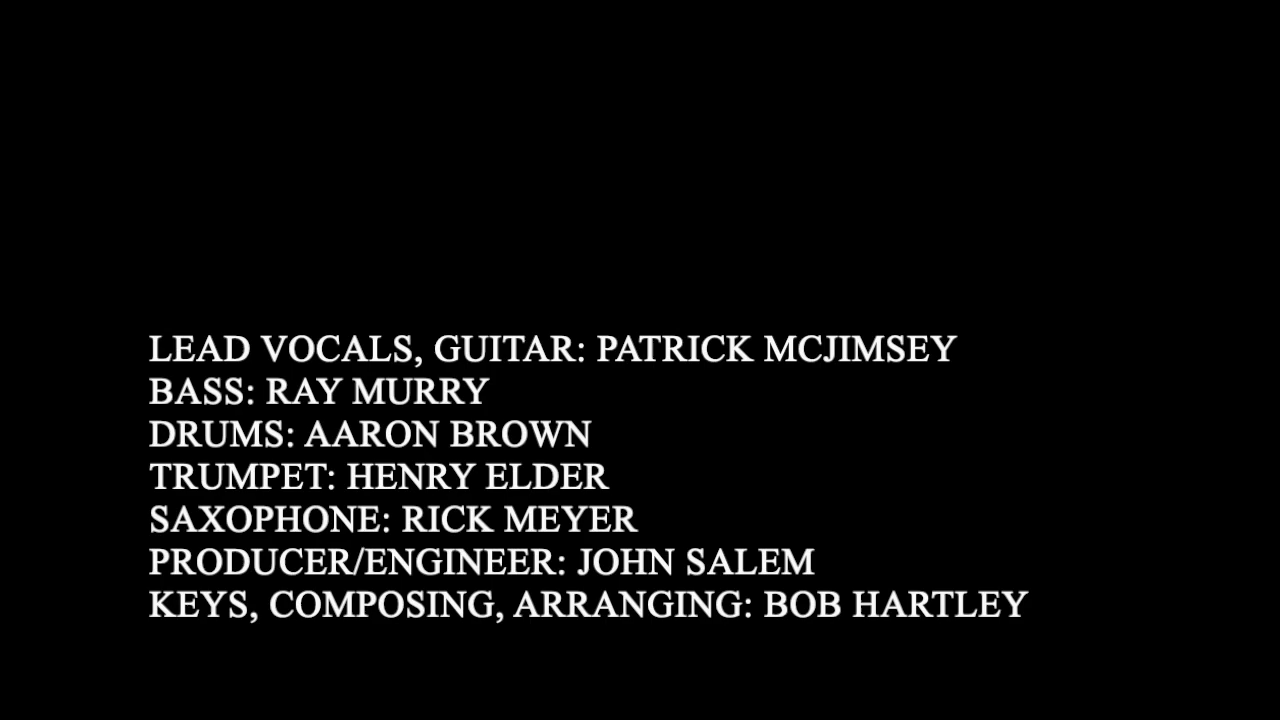 LEAD VOCALS, GUITAR: PATRICK MCJIMSEY
BASS: RAY MURRY
DRUMS: AARON BROWN
TRUMPET: HENRY ELDER
SAXOPHONE: RICK MEYER
PRODUCER/ENGINEER: JOHN SALEM
KEYS, COMPOSING, ARRANGING: BOB HARTLEY